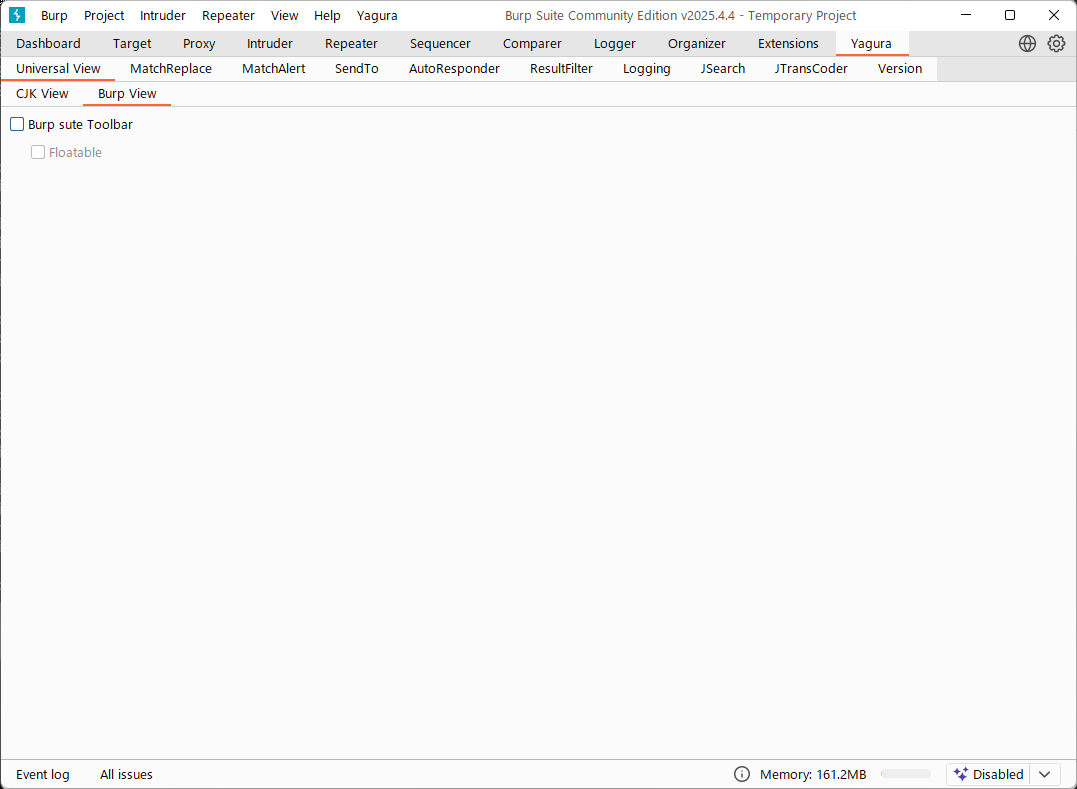 Burp Project Intruder Repeater View Help Yagura Burp Suite Community Edition v2025.4.4 - Temporary Project
Dashboard Target Proxy Intruder Repeater Sequencer Comparer Logger Organizer Extensions Yagura
Universal View MatchReplace MatchAlert SendTo AutoResponder ResultFilter Logging JSearch JTransCoder Version
CJK View Burp View
Burp sute Toolbar
Floatable
Event log All issues Memory: 161.2MB Disabled